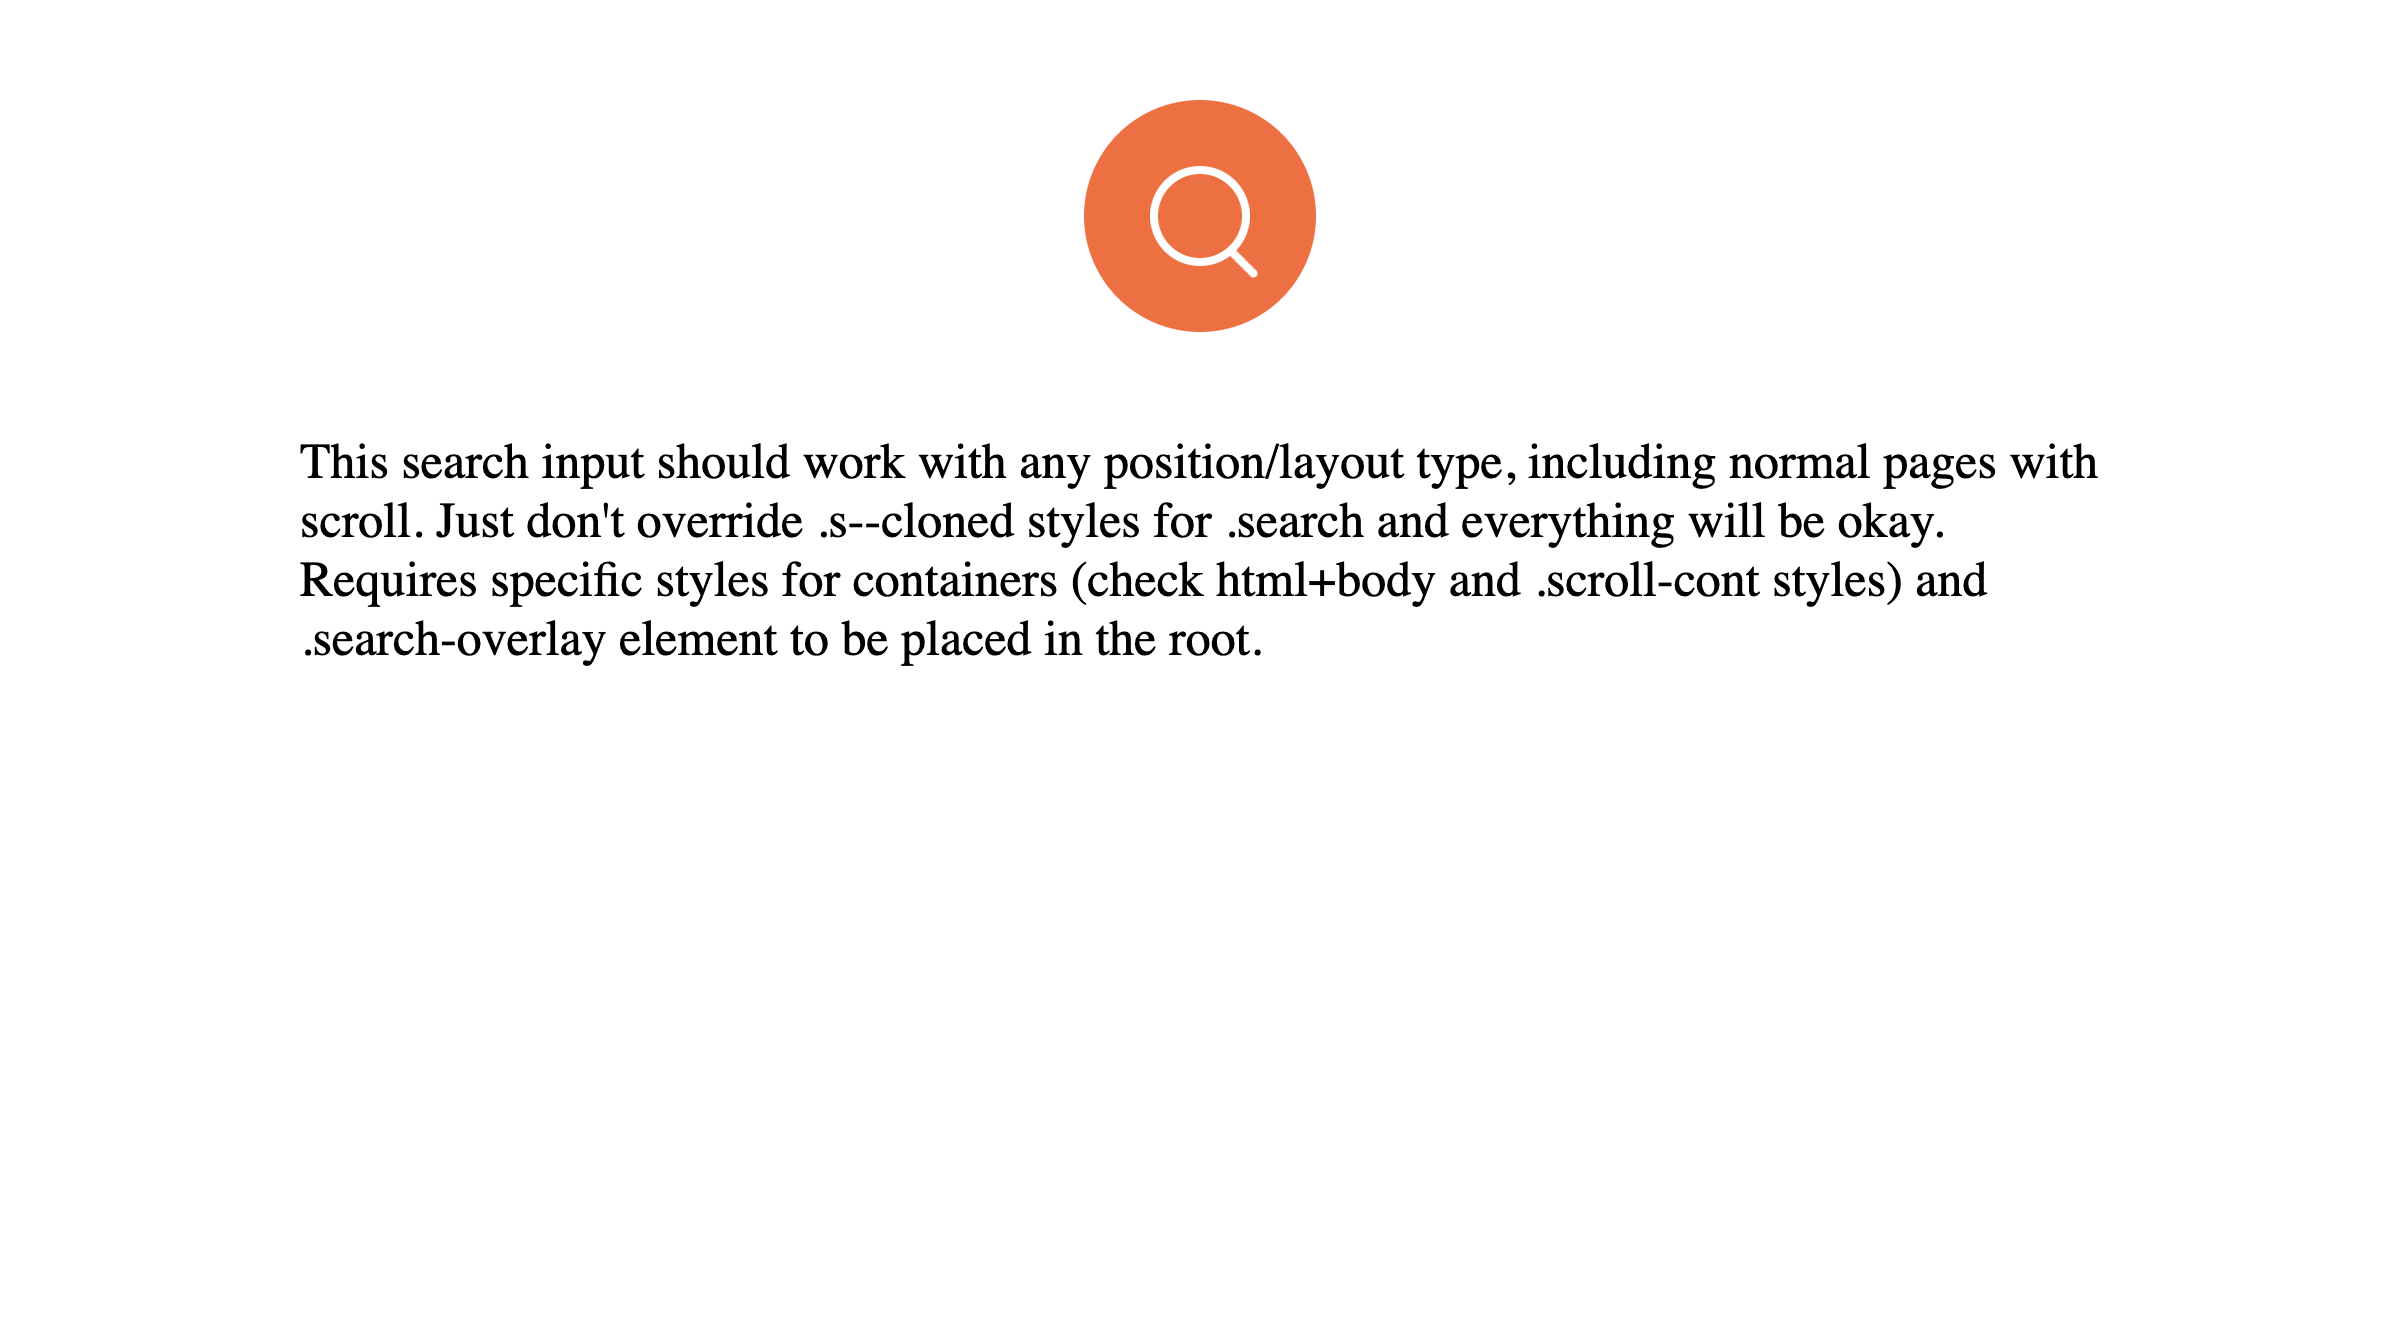 This search input should work with any position/layout type, including normal pages with
scroll. Just don't override .s--cloned styles for .search and everything will be okay.
Requires specific styles for containers (check html+body and .scroll-cont styles) and
.search-overlay element to be placed in the root.